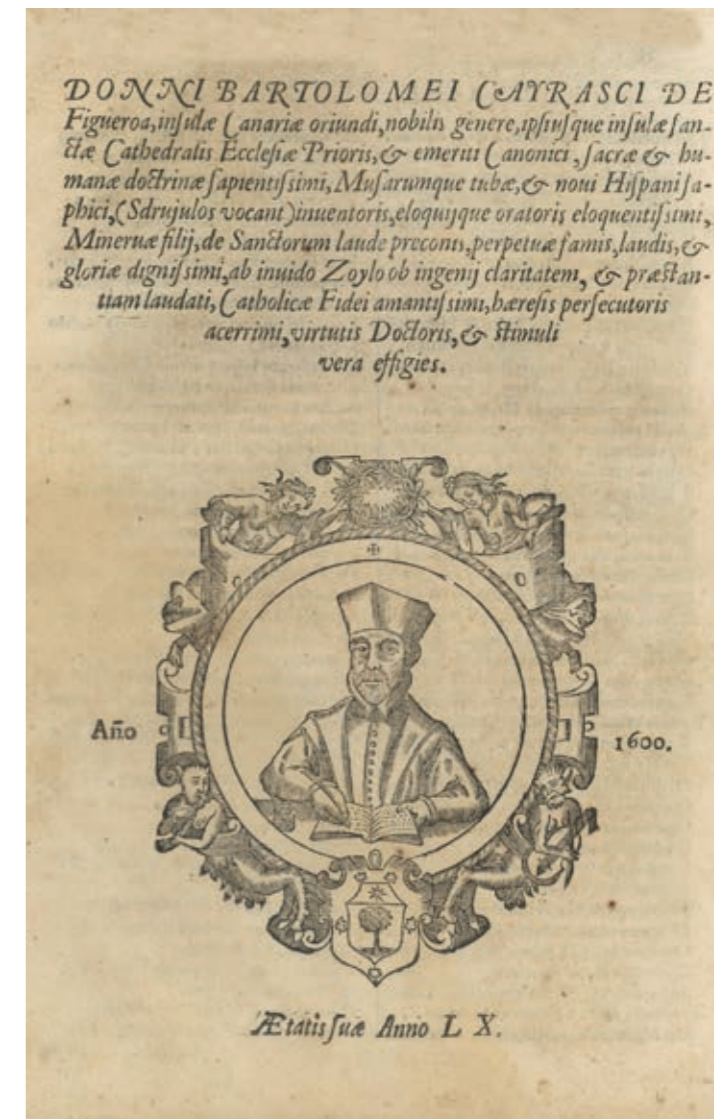 DONNI BARTOLOMEI CAYRASCI DE
Figueroa, insulæ Canariæ oriundi, nobilis genere, ipsiusque insulæ san-
ctæ Cathedralis Ecclesiæ Prioris, & emeriti Canonici, sacræ & hu-
manæ doctrinæ sapientissimi, Musarumque tubæ, & noui Hispani sa-
phici, (Sdrujulos vocant) inuentoris, eloquijque oratoris eloquentissimi,
Mineruæ filij, de Sanctorum laude preconis, perpetuæ famis, laudis, &
gloriæ dignissimi, ab inuido Zoylo ob ingenij claritatem, & præstan-
tiam laudati, Catholicæ Fidei amantissimi, hæresis persecutoris
acerrimi, virtutis Doctoris, & stimuli
vera effigies.
Año 1600.
Ætatis suæ Anno L X.